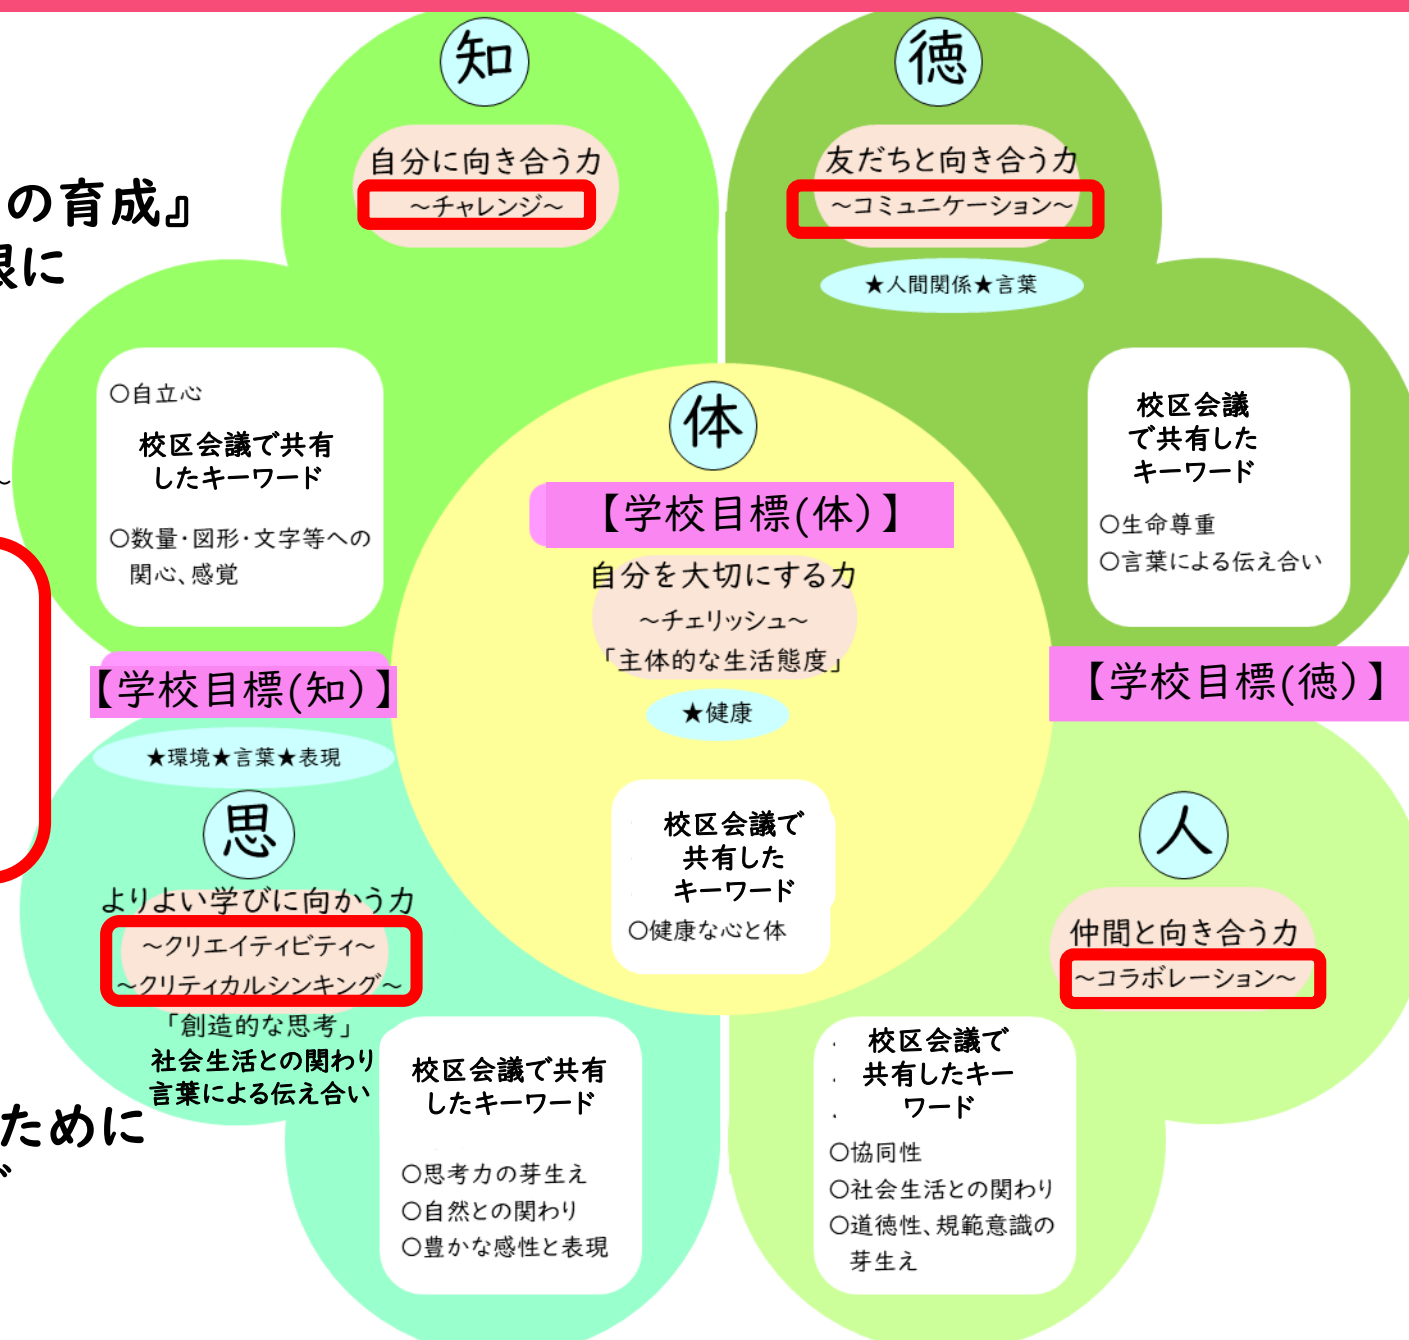 知
自分に向き合う力
～チャレンジ～
徳
友だちと向き合う力
～コミュニケーション～
★人間関係★言葉
の育成』
限に
～
○自立心
校区会議で共有
したキーワード
○数量・図形・文字等への
関心、感覚
【学校目標(知)】
体
【学校目標(体)】
自分を大切にする力
～チェリッシュ～
「主体的な生活態度」
★健康
校区会議で
共有した
キーワード
○健康な心と体
校区会議
で共有した
キーワード
○生命尊重
○言葉による伝え合い
【学校目標(徳)】
★環境★言葉★表現
思
よりよい学びに向かう力
～クリエイティビティ～
～クリティカルシンキング～
「創造的な思考」
社会生活との関わり
言葉による伝え合い
ために
校区会議で共有
したキーワード
○思考力の芽生え
○自然との関わり
○豊かな感性と表現
人
仲間と向き合う力
～コラボレーション～
校区会議で
共有したキー
ワード
○協同性
○社会生活との関わり
○道徳性、規範意識の
芽生え